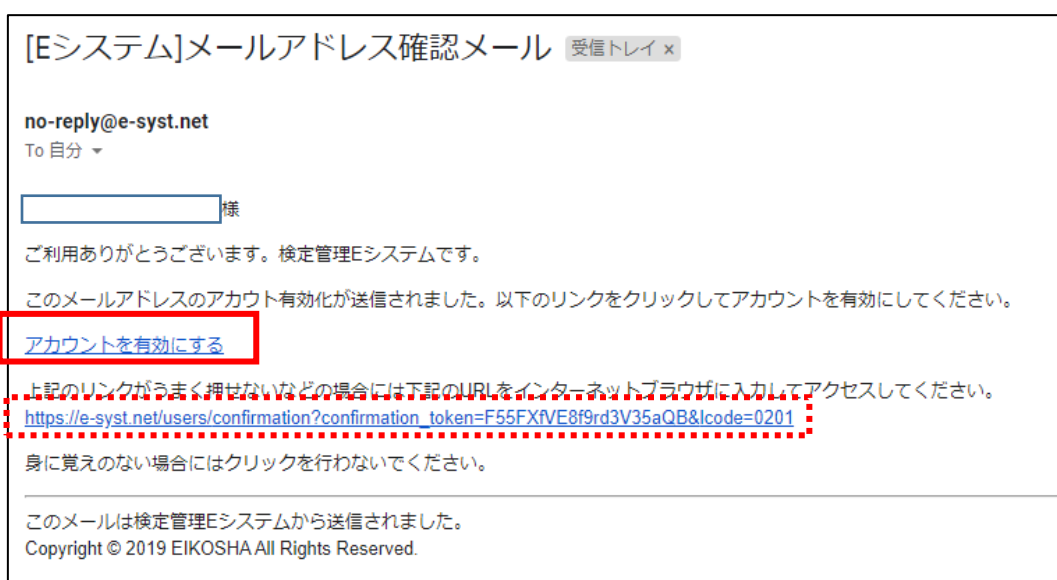 [Eシステム]メールアドレス確認メール 受信トレイ ×
no-reply@e-syst.net
To 自分
様
ご利用ありがとうございます。検定管理Eシステムです。
このメールアドレスのアカウト有効化が送信されました。以下のリンクをクリックしてアカウントを有効にしてください。
アカウントを有効にする
上記のリンクがうまく押せないなどの場合には下記のURLをインターネットブラウザに入力してアクセスしてください。
https://e-syst.net/users/confirmation?confirmation_token=F55FXfVE8f9rd3V35aQB&lcode=0201
身に覚えのない場合にはクリックを行わないでください。
このメールは検定管理Eシステムから送信されました。
Copyright © 2019 EIKOSHA All Rights Reserved.